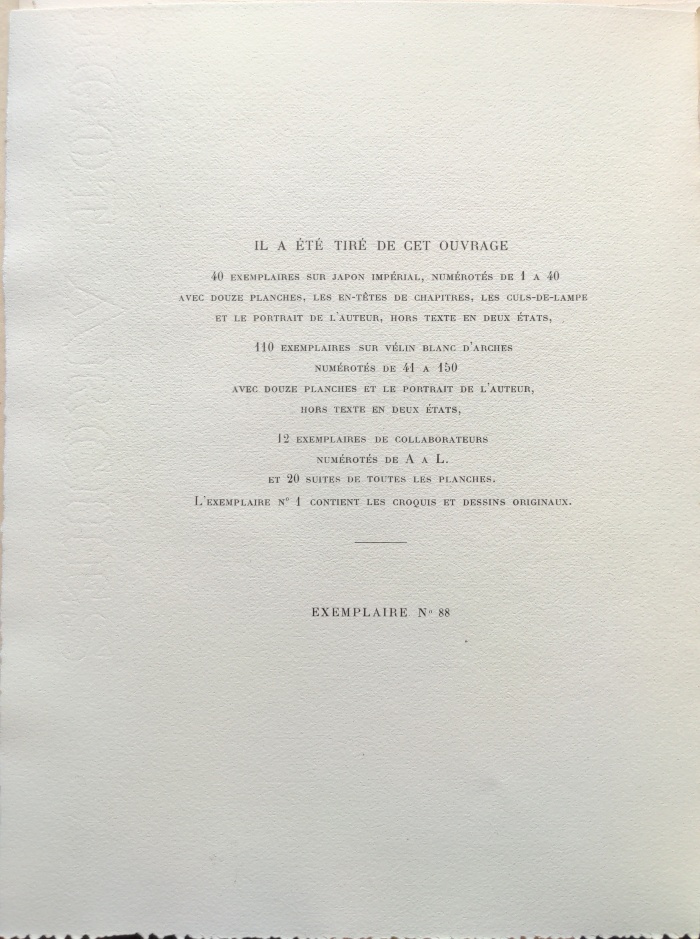 IL A ÉTÉ TIRÉ DE CET OUVRAGE
40 EXEMPLAIRES SUR JAPON IMPÉRIAL, NUMÉROTÉS DE 1 A 40
AVEC DOUZE PLANCHES, LES EN-TÊTES DE CHAPITRES, LES CULS-DE-LAMPE
ET LE PORTRAIT DE L'AUTEUR, HORS TEXTE EN DEUX ÉTATS,
110 EXEMPLAIRES SUR VÉLIN BLANC D'ARCHES
NUMÉROTÉS DE 41 A 150
AVEC DOUZE PLANCHES ET LE PORTRAIT DE L'AUTEUR,
HORS TEXTE EN DEUX ÉTATS,
12 EXEMPLAIRES DE COLLABORATEURS
NUMÉROTÉS DE A A L.
ET 20 SUITES DE TOUTES LES PLANCHES.
L'EXEMPLAIRE N° 1 CONTIENT LES CROQUIS ET DESSINS ORIGINAUX.
EXEMPLAIRE N° 88